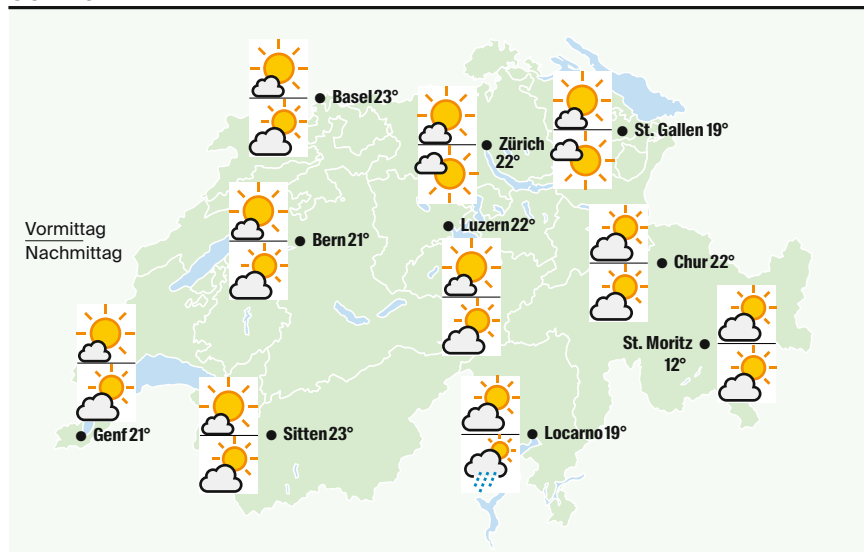 Basel 23°
Zürich
22°
St. Gallen 19°
Vormittag
Nachmittag
Bern 21°
Luzern 22°
Chur 22°
St. Moritz
12°
Genf 21°
Sitten 23°
Locarno 19°